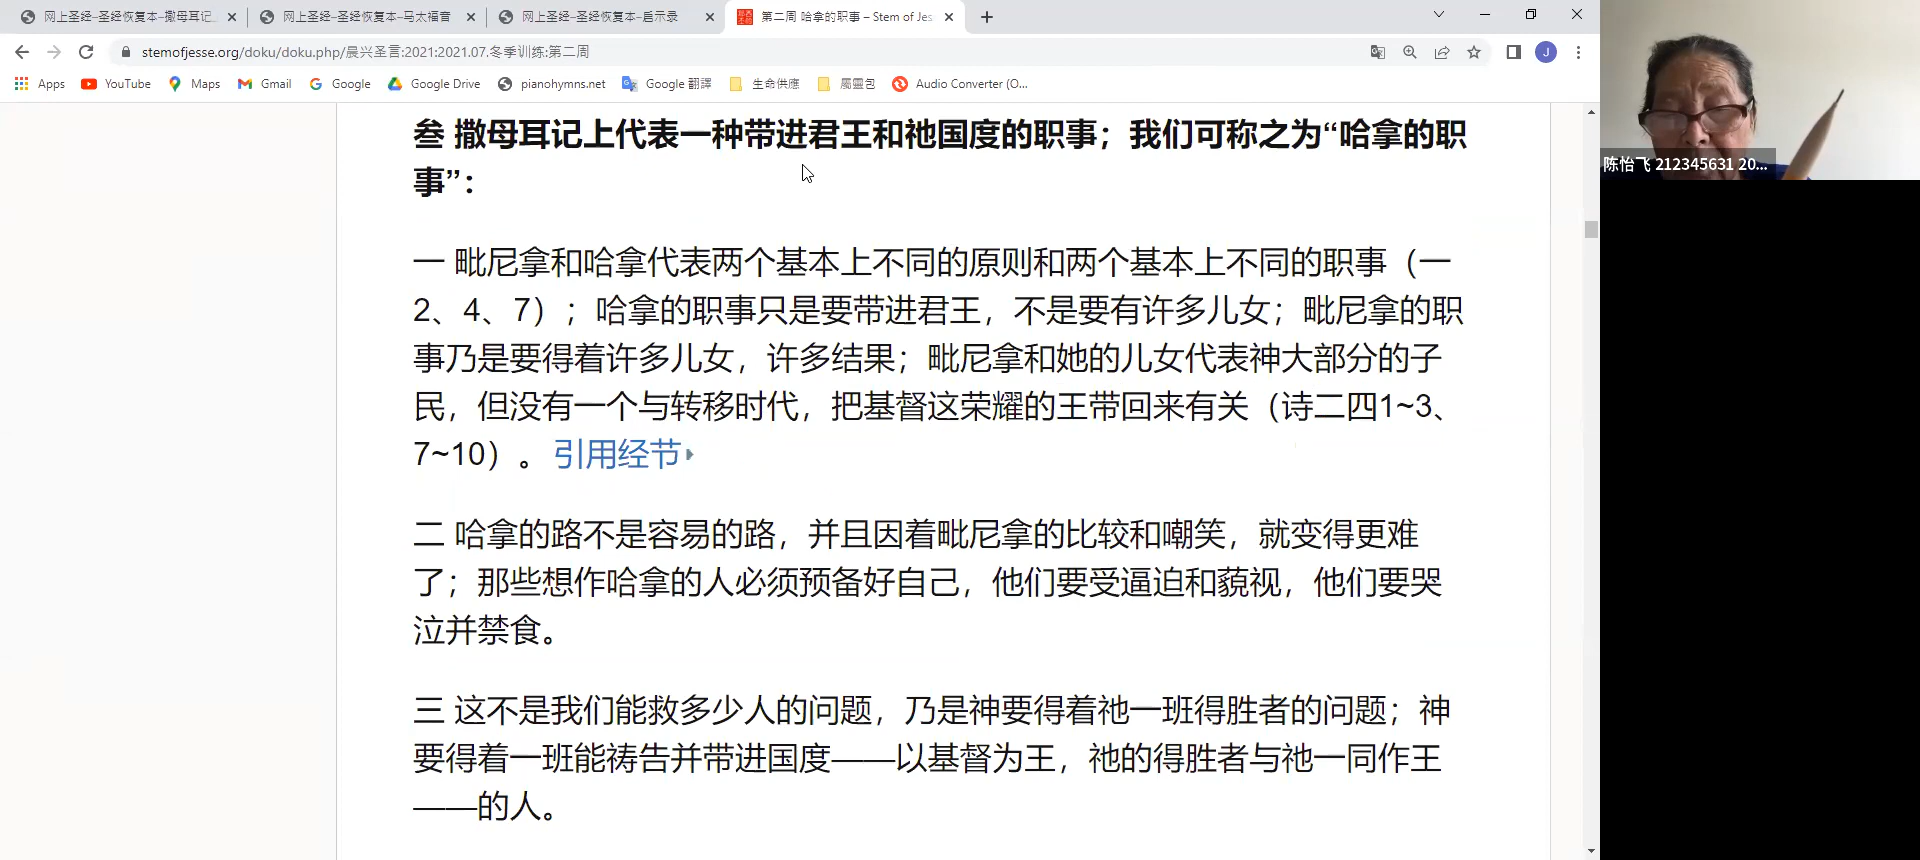 网上圣经–圣经恢复本–撒母耳记
网上圣经–圣经恢复本–马太福音
网上圣经–圣经恢复本–启示录
第二周 哈拿的职事 – Stem of Jes
stemofjesse.org/doku/doku.php/晨兴圣言:2021:2021.07.冬季训练:第二周
J
Apps YouTube Maps Gmail Google Google Drive pianohymns.net Google 翻譯 生命供應 屬靈包 Audio Converter (O...
叁 撒母耳记上代表一种带进君王和祂国度的职事；我们可称之为“哈拿的职
事”：
一 毗尼拿和哈拿代表两个基本上不同的原则和两个基本上不同的职事（一
2、4、7）；哈拿的职事只是要带进君王，不是要有许多儿女；毗尼拿的职
事乃是要得着许多儿女，许多结果；毗尼拿和她的儿女代表神大部分的子
民，但没有一个与转移时代，把基督这荣耀的王带回来有关（诗二四1~3、
7~10）。引用经节
二 哈拿的路不是容易的路，并且因着毗尼拿的比较和嘲笑，就变得更难
了；那些想作哈拿的人必须预备好自己，他们要受逼迫和藐视，他们要哭
泣并禁食。
三 这不是我们能救多少人的问题，乃是神要得着祂一班得胜者的问题；神
要得着一班能祷告并带进国度——以基督为王，祂的得胜者与祂一同作王
——的人。
陈怡飞 212345631 20...